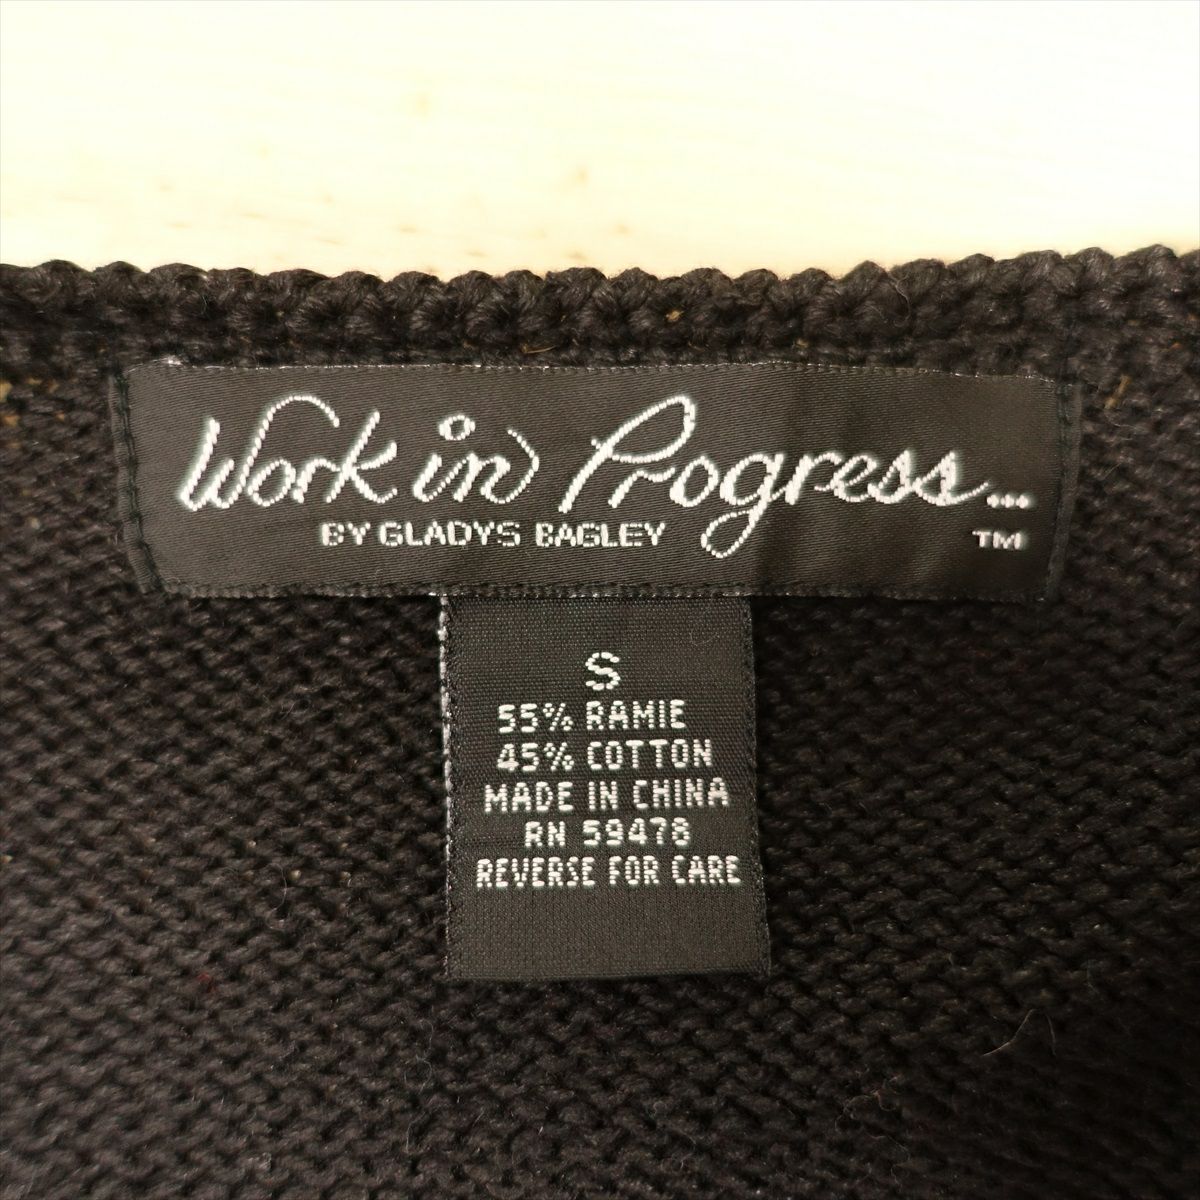 Work in Progress...
BY GLADYS BAGLEY
TM
S
55% RAMIE
45% COTTON
MADE IN CHINA
RN 59478
REVERSE FOR CARE